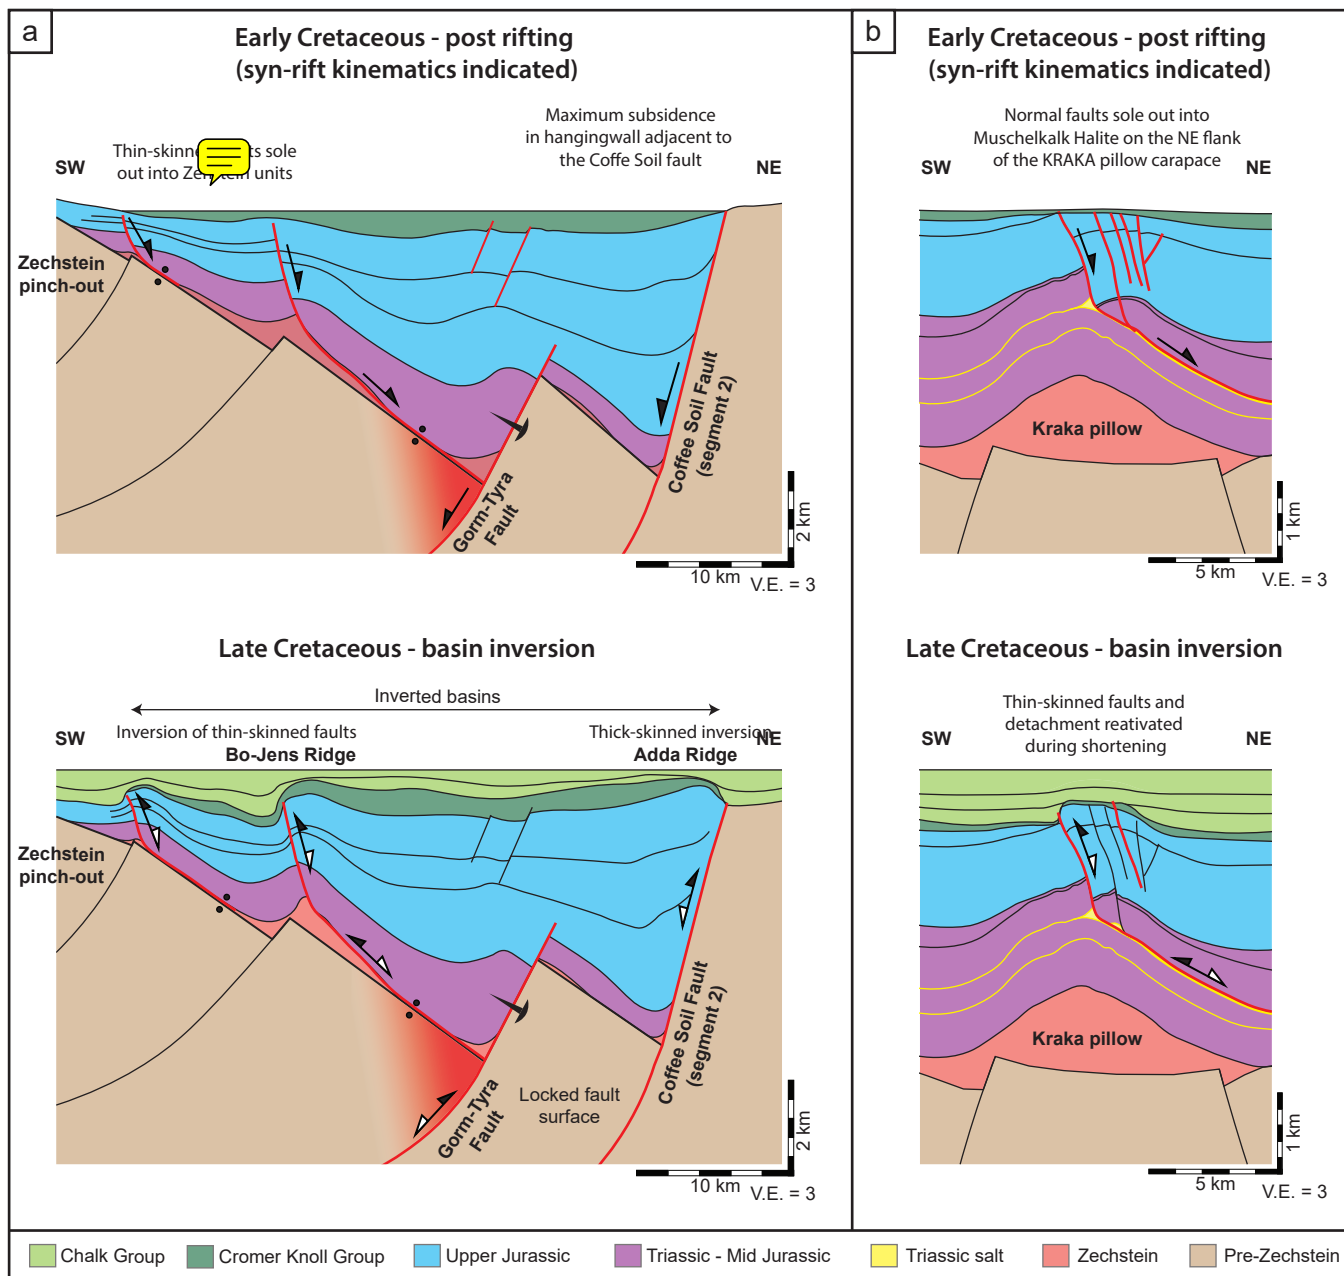 a
Early Cretaceous - post rifting
(syn-rift kinematics indicated)
Maximum subsidence
in hangingwall adjacent to
the Coffe Soil fault
Thin-skinned ts sole
out into Ze units
SW
NE
Zechstein
pinch-out
Gorm-Tyra
Fault
Coffee Soil Fault
(segment 2)
2 km
10 km
V.E. = 3
Late Cretaceous - basin inversion
Inverted basins
SW
Inversion of thin-skinned faults
Bo-Jens Ridge
Thick-skinned inversion
Adda Ridge
NE
Zechstein
pinch-out
Gorm-Tyra
Fault
Locked fault
surface
Coffee Soil Fault
(segment 2)
2 km
10 km
V.E. = 3
b
Early Cretaceous - post rifting
(syn-rift kinematics indicated)
Normal faults sole out into
Muschelkalk Halite on the NE flank
of the KRAKA pillow carapace
SW
NE
Kraka pillow
1 km
5 km
V.E. = 3
Late Cretaceous - basin inversion
Thin-skinned faults and
detachment reativated
during shortening
SW
NE
Kraka pillow
1 km
5 km
V.E. = 3
Chalk Group
Cromer Knoll Group
Upper Jurassic
Triassic - Mid Jurassic
Triassic salt
Zechstein
Pre-Zechstein